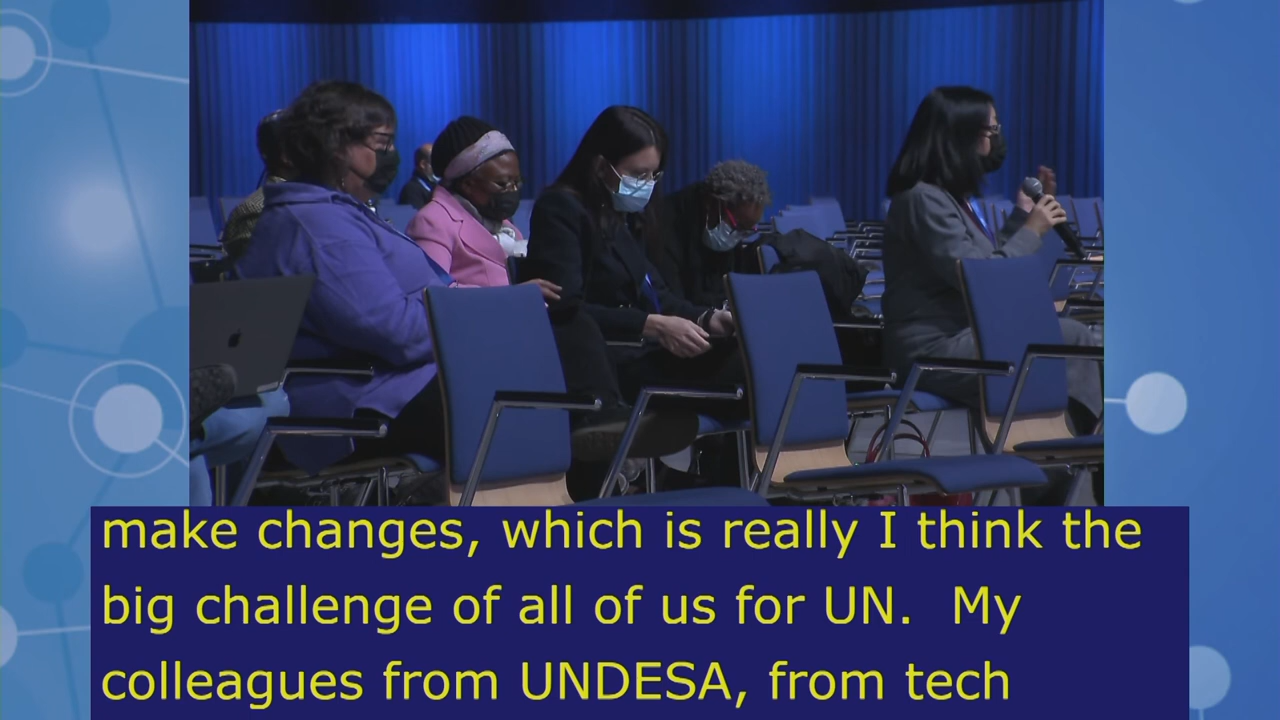 make changes, which is really I think the
big challenge of all of us for UN.  My
colleagues from UNDESA, from tech